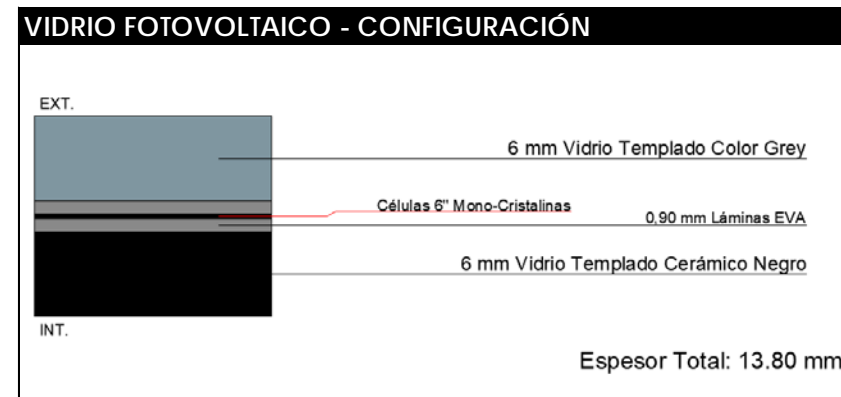 VIDRIO FOTOVOLTAICO - CONFIGURACIÓN
EXT.
6 mm Vidrio Templado Color Grey
Células 6" Mono-Cristalinas
0,90 mm Láminas EVA
6 mm Vidrio Templado Cerámico Negro
INT.
Espesor Total: 13.80 mm